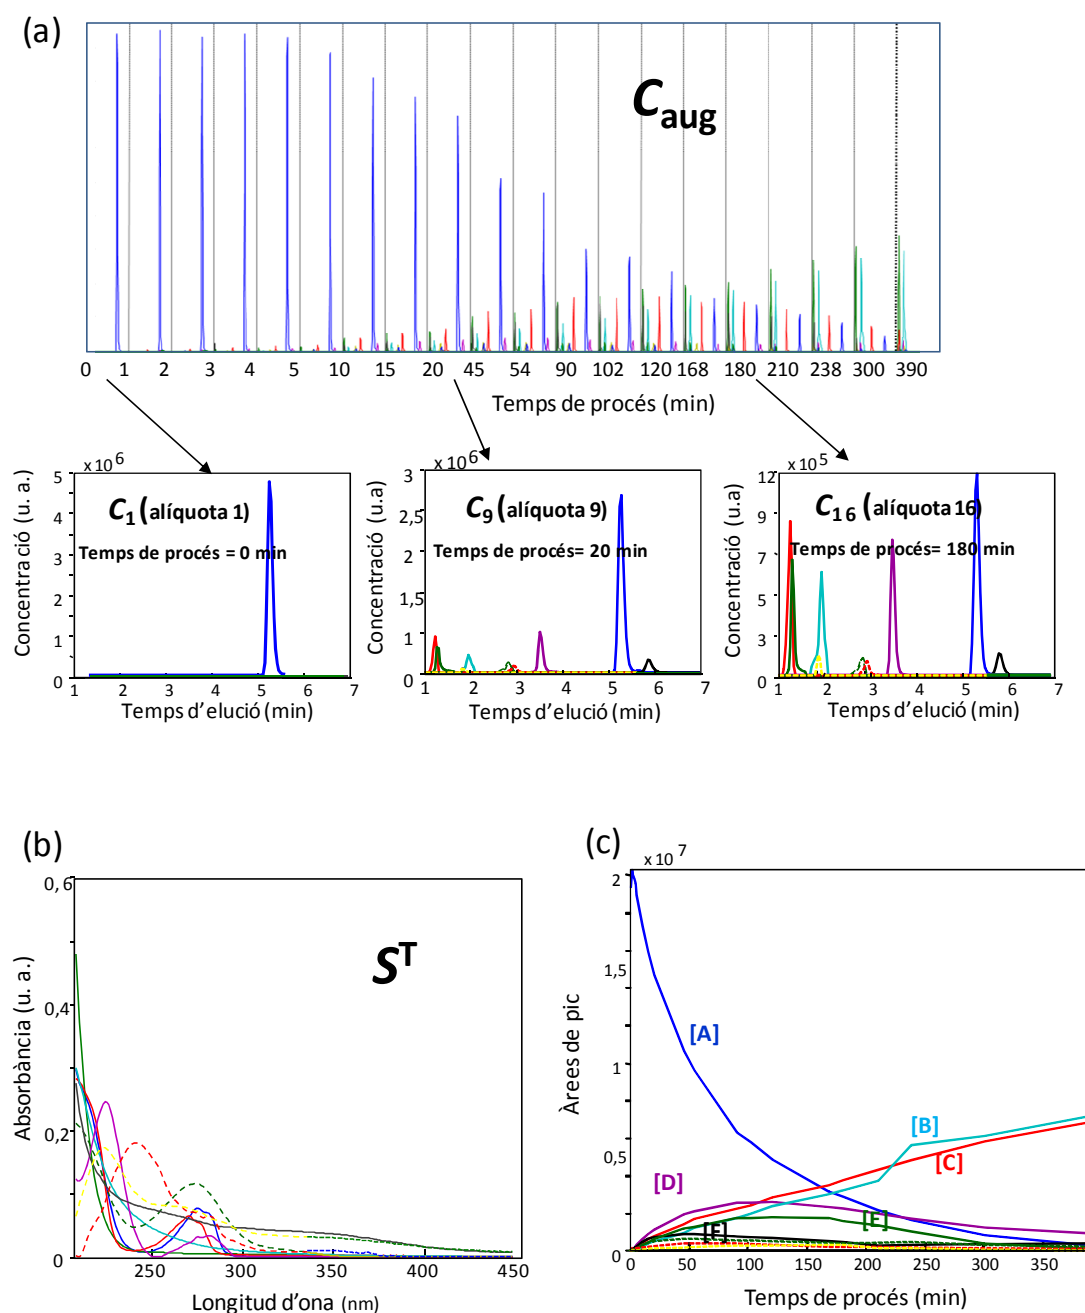 (a)
C aug
0 1 2 3 4 5 10 15 20 45 54 90 102 120 168 180 210 238 300 390
Temps de procés (min)
x 10 6
5
4
3
2
1
0
Concentració (u. a.)
C1 (alíquota 1)
Temps de procés = 0 min
1 2 3 4 5 6 7
Temps d'elució (min)
x 10 6
3
2,5
2
1,5
1
0
Concentració (u.a)
C9 (alíquota 9)
Temps de procés= 20 min
1 2 3 4 5 6 7
Temps d'elució (min)
x 10 5
12
9
7
5
3
0
Concentració (u.a)
C16 (alíquota 16)
Temps de procés= 180 min
1 2 3 4 5 6 7
Temps d'elució (min)
(b)
0,6
0,4
0,2
0
Absorbància (u. a.)
S T
250 300 350 400 450
Longitud d'ona (nm)
(c)
x 10 7
2
1,5
1
0,5
0
Àrees de pic
[A]
[B]
[C]
[D]
[E]
[F]
0 50 100 150 200 250 300 350
Temps de procés (min)